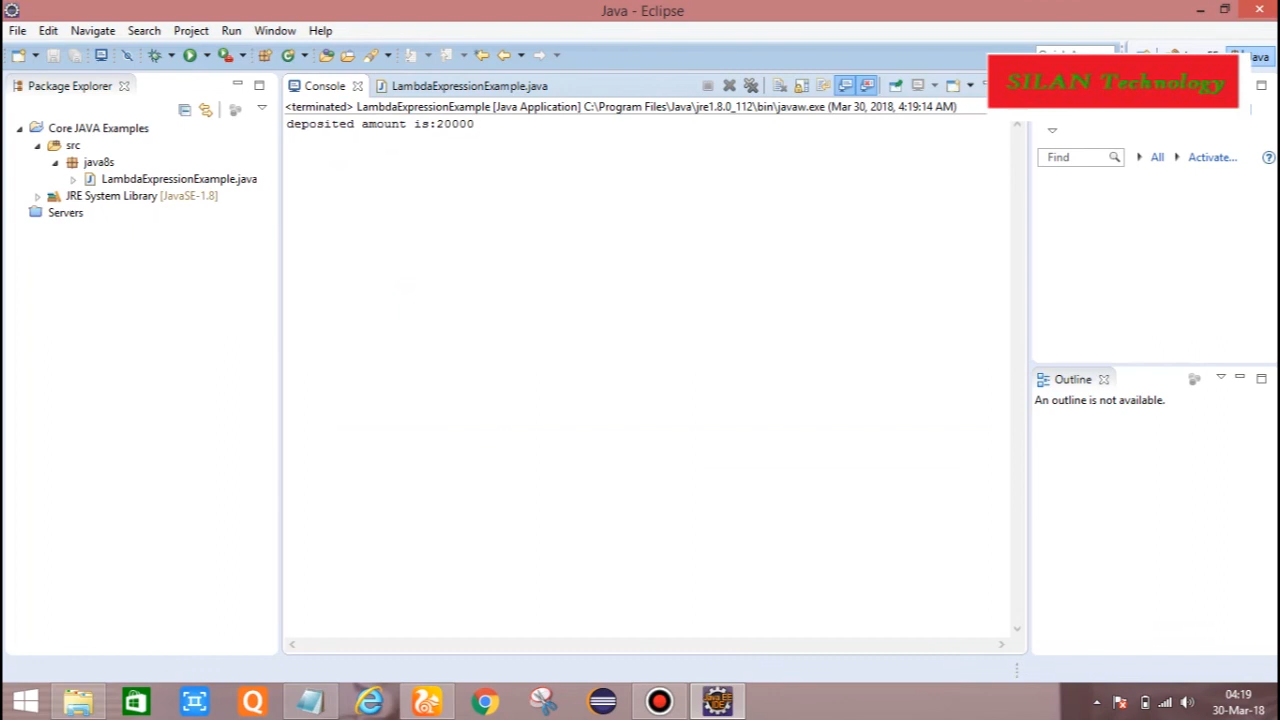 Java - Eclipse
File Edit Navigate Search Project Run Window Help
SILAN Technology
Package Explorer
Console
LambdaExpressionExample.java
<terminated> LambdaExpressionExample [Java Application] C:\Program Files\Java\jre1.8.0_112\bin\javaw.exe (Mar 30, 2018, 4:19:14 AM)
deposited amount is:20000
Core JAVA Examples
src
java8s
LambdaExpressionExample.java
JRE System Library [JavaSE-1.8]
Servers
Find
All
Activate...
Outline
An outline is not available.
04:19
30-Mar-18